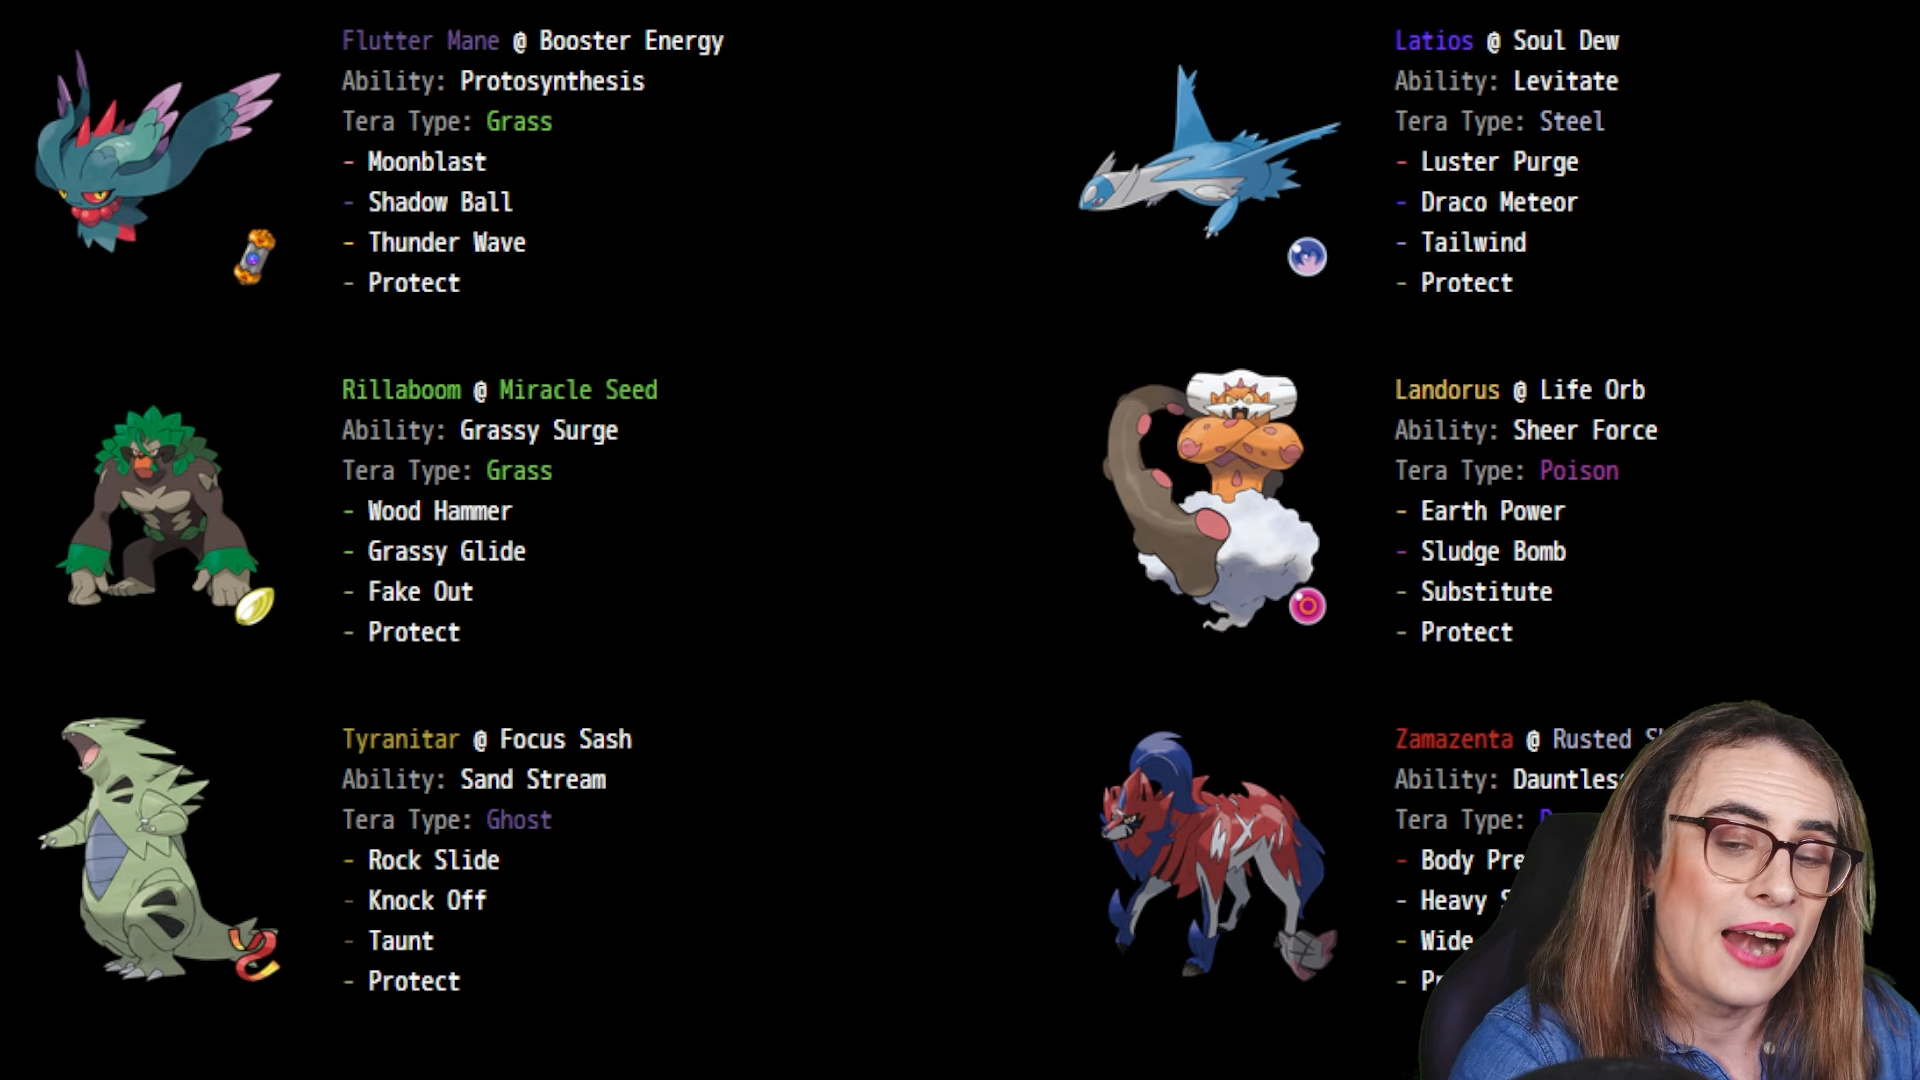 Flutter Mane @ Booster Energy
Ability: Protosynthesis
Tera Type: Grass
- Moonblast
- Shadow Ball
- Thunder Wave
- Protect
Latios @ Soul Dew
Ability: Levitate
Tera Type: Steel
- Luster Purge
- Draco Meteor
- Tailwind
- Protect
Rillaboom @ Miracle Seed
Ability: Grassy Surge
Tera Type: Grass
- Wood Hammer
- Grassy Glide
- Fake Out
- Protect
Landorus @ Life Orb
Ability: Sheer Force
Tera Type: Poison
- Earth Power
- Sludge Bomb
- Substitute
- Protect
Tyranitar @ Focus Sash
Ability: Sand Stream
Tera Type: Ghost
- Rock Slide
- Knock Off
- Taunt
- Protect
Zamazenta @ Rusted
Ability: Dauntless
Tera Type:
- Body
- Heavy
- Wide
-